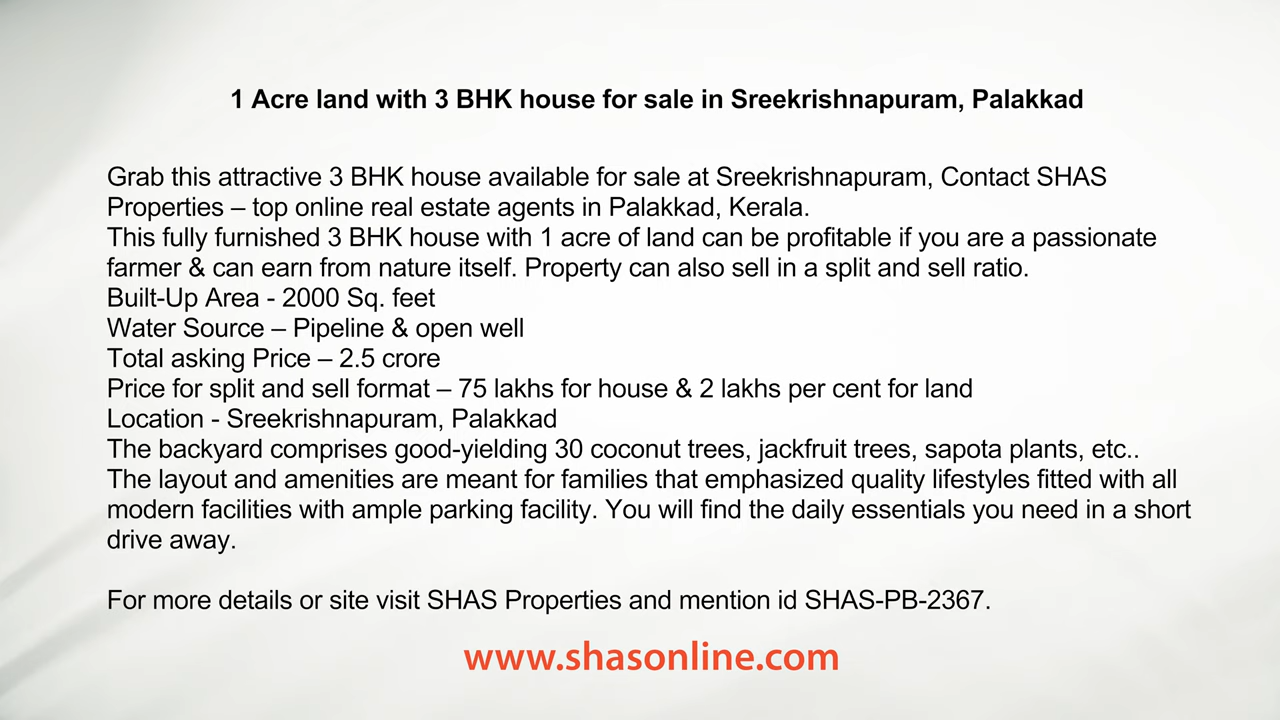 1 Acre land with 3 BHK house for sale in Sreekrishnapuram, Palakkad
Grab this attractive 3 BHK house available for sale at Sreekrishnapuram, Contact SHAS
Properties – top online real estate agents in Palakkad, Kerala.
This fully furnished 3 BHK house with 1 acre of land can be profitable if you are a passionate
farmer & can earn from nature itself. Property can also sell in a split and sell ratio.
Built-Up Area - 2000 Sq. feet
Water Source – Pipeline & open well
Total asking Price – 2.5 crore
Price for split and sell format – 75 lakhs for house & 2 lakhs per cent for land
Location - Sreekrishnapuram, Palakkad
The backyard comprises good-yielding 30 coconut trees, jackfruit trees, sapota plants, etc..
The layout and amenities are meant for families that emphasized quality lifestyles fitted with all
modern facilities with ample parking facility. You will find the daily essentials you need in a short
drive away.
For more details or site visit SHAS Properties and mention id SHAS-PB-2367.
www.shasonline.com